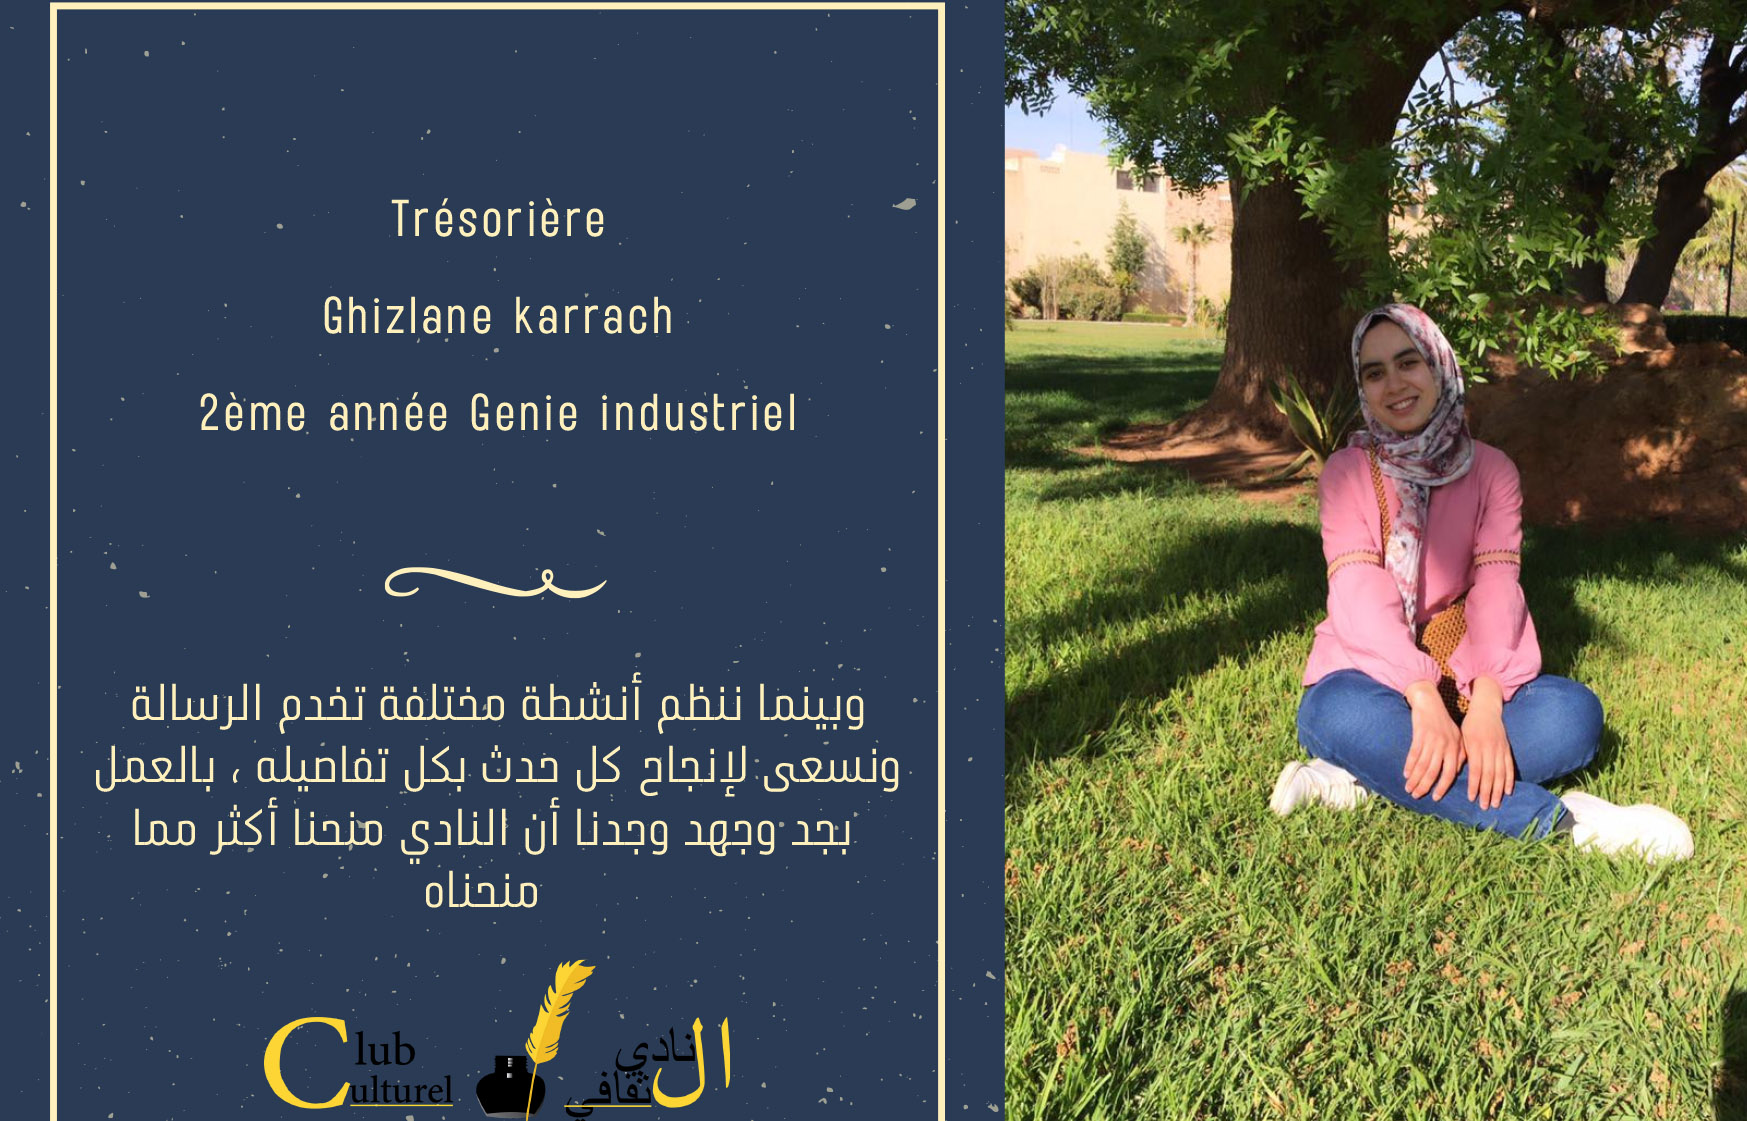 Trésorière
Ghizlane karrach
2ème année Genie industriel
وبينما ننظم أنشطة مختلفة تخدم الرسالة
ونسعى لإنجاح كل حدث بكل تفاصيله ، بالعمل
بجد وجهد وجدنا أن النادي منحنا أكثر مما
منحناه
Club
Culturel
النادي
الثقافي